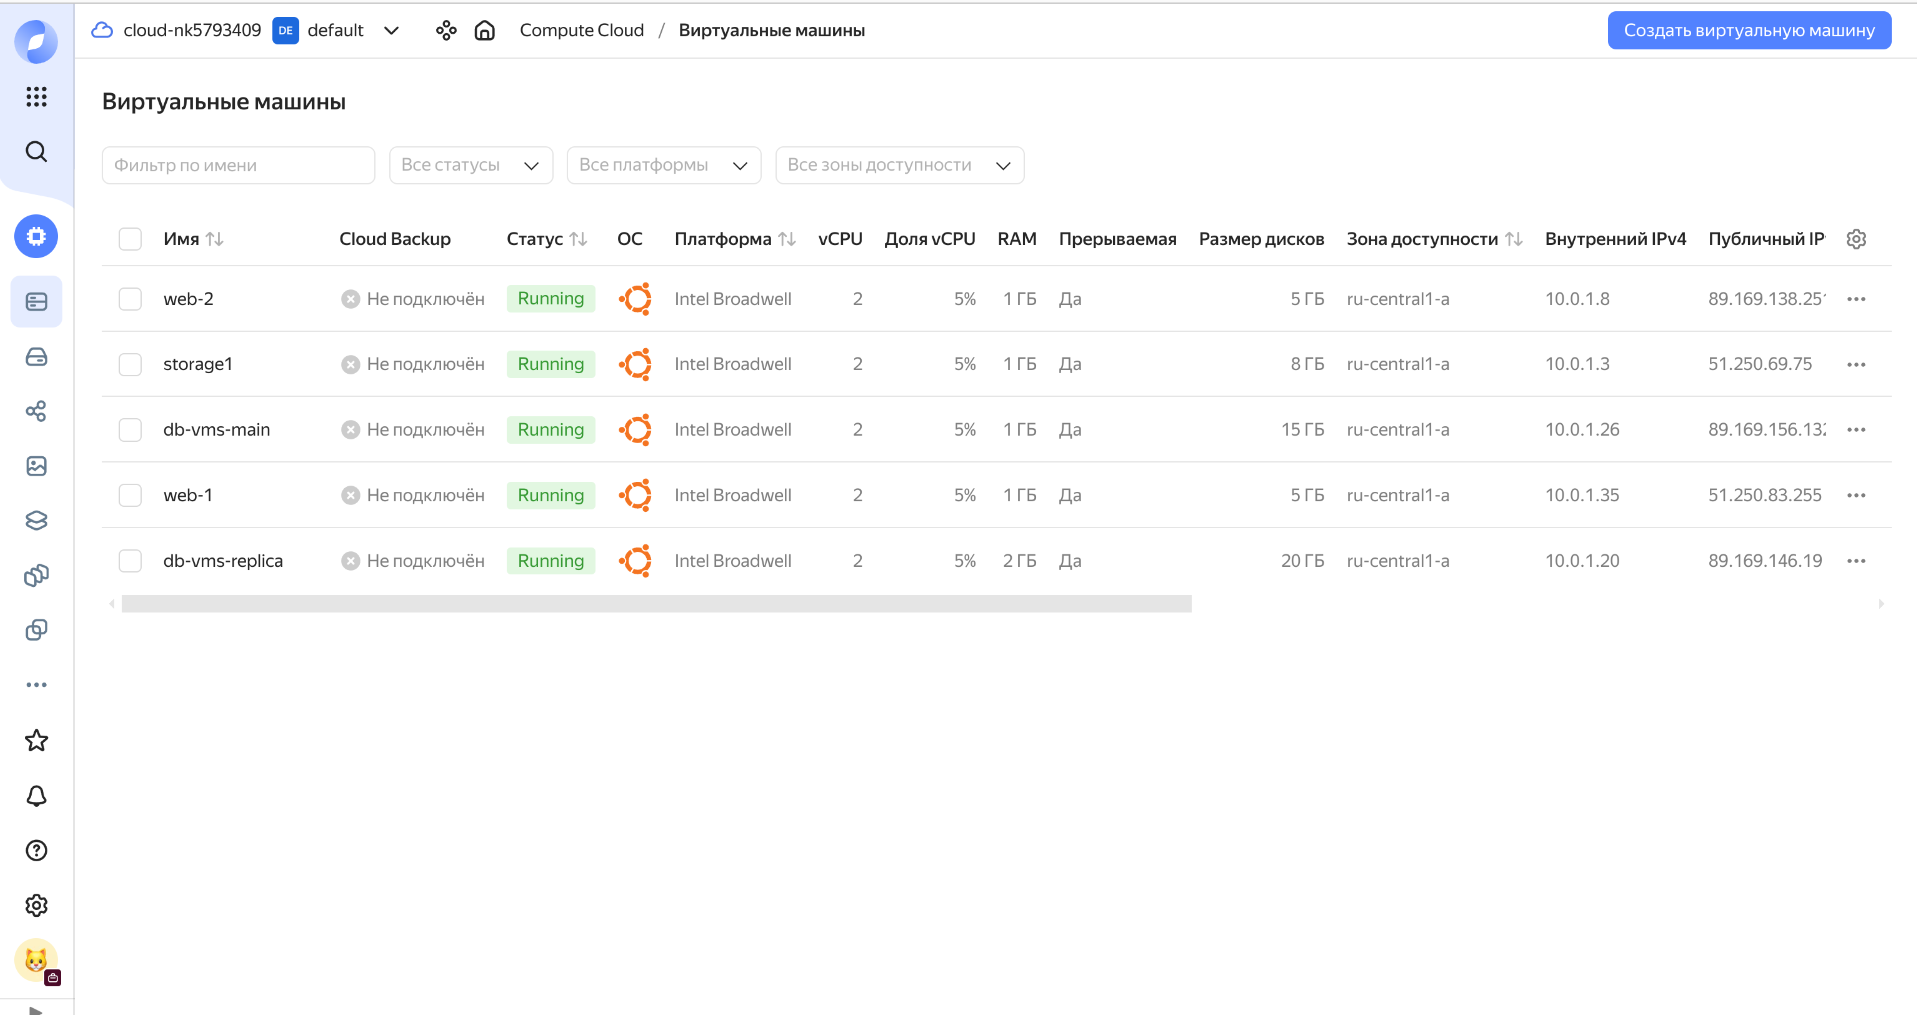 cloud-nk5793409 DE default Compute Cloud / Виртуальные машины Создать виртуальную машину
Виртуальные машины
Фильтр по имени Все статусы Все платформы Все зоны доступности
Имя Cloud Backup Статус ОС Платформа vCPU Доля vCPU RAM Прерываемая Размер дисков Зона доступности Внутренний IPv4 Публичный IP
web-2 Не подключён Running Intel Broadwell 2 5% 1 ГБ Да 5 ГБ ru-central1-a 10.0.1.8 89.169.138.251
storage1 Не подключён Running Intel Broadwell 2 5% 1 ГБ Да 8 ГБ ru-central1-a 10.0.1.3 51.250.69.75
db-vms-main Не подключён Running Intel Broadwell 2 5% 1 ГБ Да 15 ГБ ru-central1-a 10.0.1.26 89.169.156.132
web-1 Не подключён Running Intel Broadwell 2 5% 1 ГБ Да 5 ГБ ru-central1-a 10.0.1.35 51.250.83.255
db-vms-replica Не подключён Running Intel Broadwell 2 5% 2 ГБ Да 20 ГБ ru-central1-a 10.0.1.20 89.169.146.19